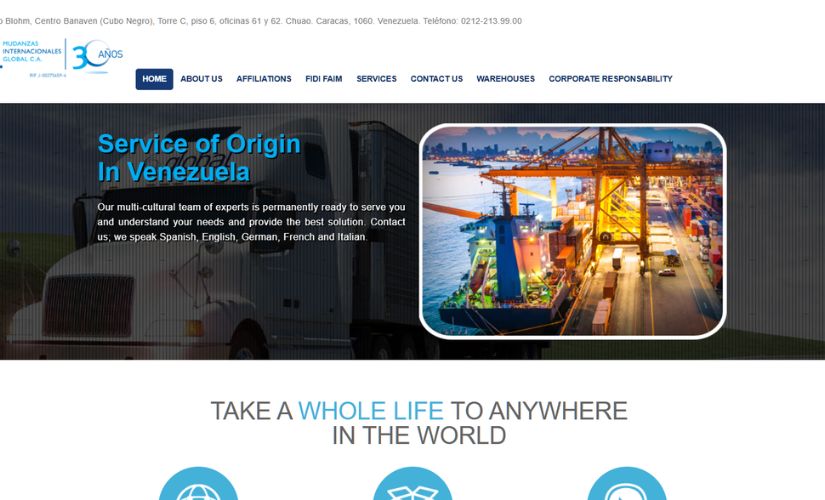 Blohm, Centro Banaven (Cubo Negro), Torre C, piso 6, oficinas 61 y 62. Chuao. Caracas, 1060. Venezuela. Teléfono: 0212-213.99.00
MUDANZAS
INTERNACIONALES
GLOBAL C.A.
30 AÑOS
HOME ABOUT US AFFILIATIONS FIDI FAIM SERVICES CONTACT US WAREHOUSES CORPORATE RESPONSABILITY
Service of Origin
In Venezuela
global
Our multi-cultural team of experts is permanently ready to serve you
and understand your needs and provide the best solution. Contact
us; we speak Spanish, English, German, French and Italian.
TAKE A WHOLE LIFE TO ANYWHERE
IN THE WORLD